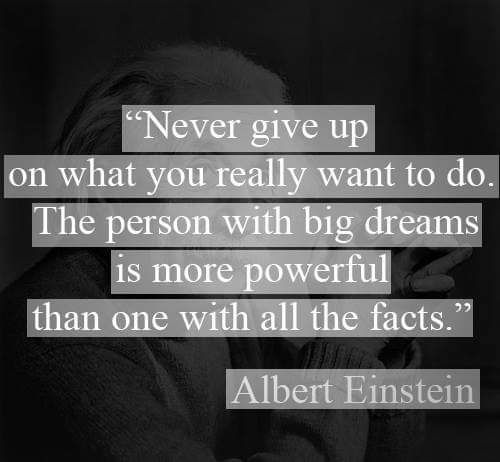 “Never give up
on what you really want to do.
The person with big dreams
is more powerful
than one with all the facts.”
Albert Einstein